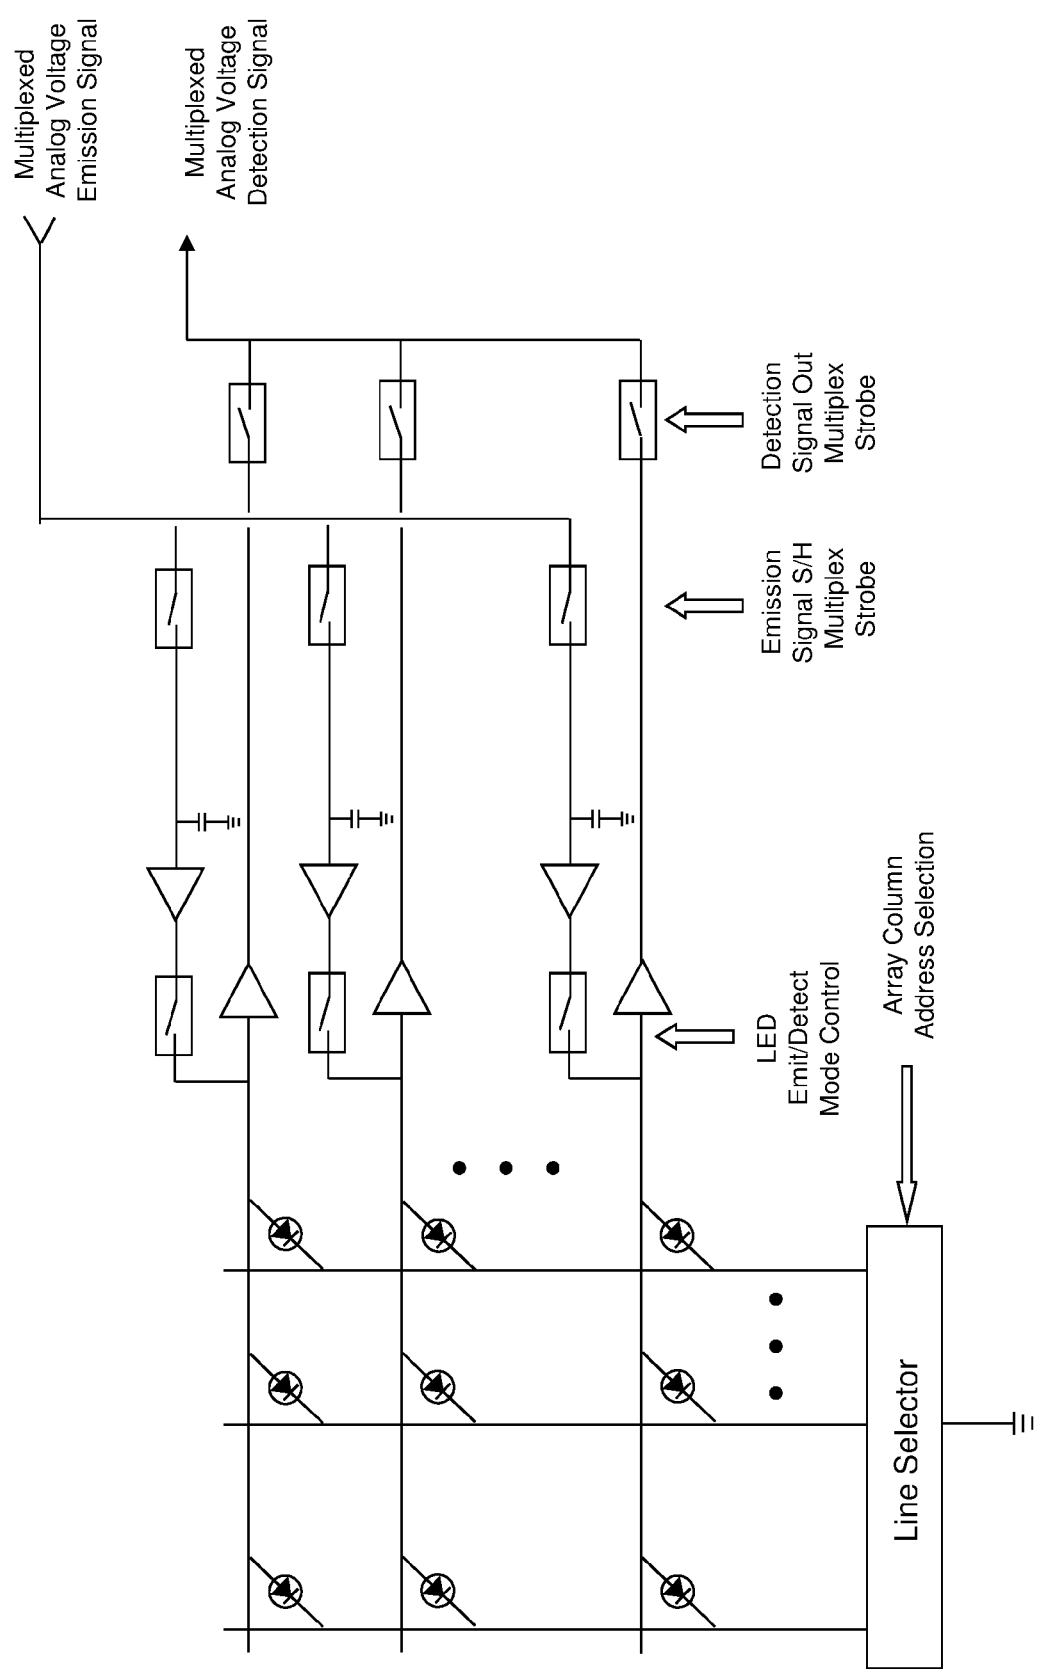 Multiplexed
Analog Voltage
Emission Signal
Multiplexed
Analog Voltage
Detection Signal
Detection
Signal Out
Multiplex
Strobe
Emission
Signal S/H
Multiplex
Strobe
LED
Emit/Detect
Mode Control
Array Column
Address Selection
Line Selector